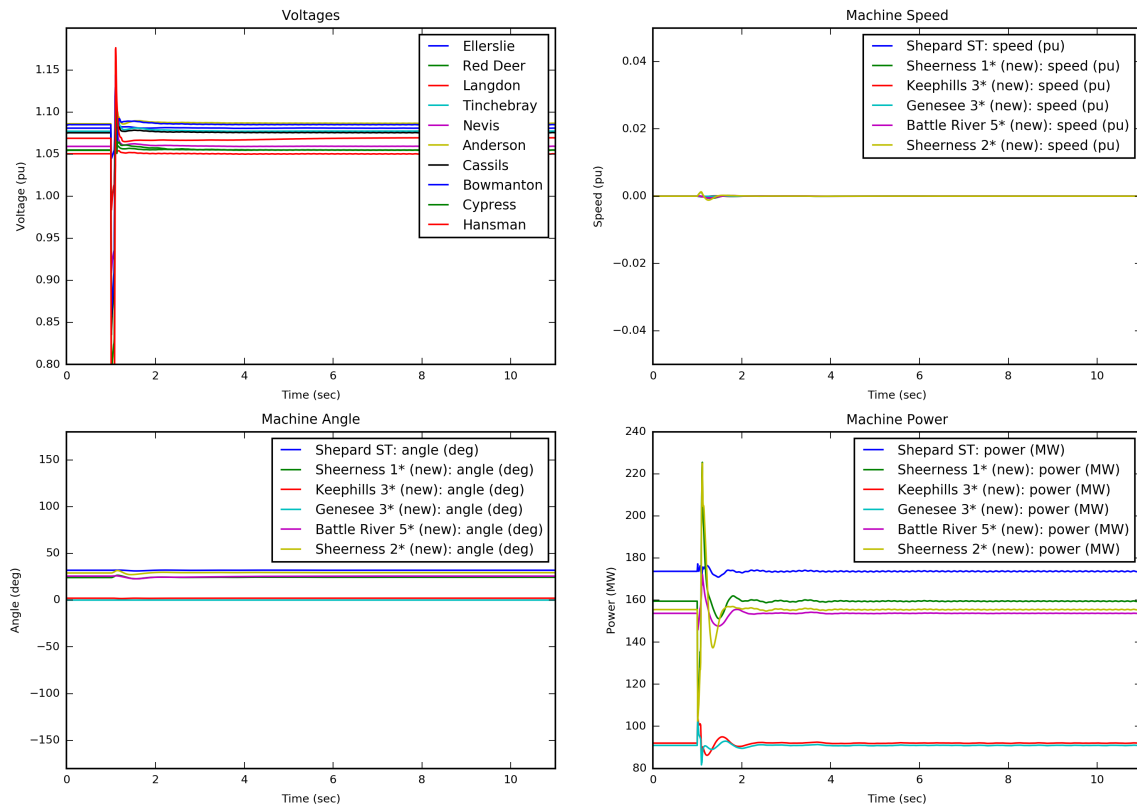 Voltages
Voltage (pu)
1.15
1.10
1.05
1.00
0.95
0.90
0.85
0.80
0 2 4 6 8 10
Time (sec)
Ellerslie
Red Deer
Langdon
Tinchebray
Nevis
Anderson
Cassils
Bowmanton
Cypress
Hansman
Machine Speed
Speed (pu)
0.04
0.02
0.00
−0.02
−0.04
0 2 4 6 8 10
Time (sec)
Shepard ST: speed (pu)
Sheerness 1* (new): speed (pu)
Keephills 3* (new): speed (pu)
Genesee 3* (new): speed (pu)
Battle River 5* (new): speed (pu)
Sheerness 2* (new): speed (pu)
Machine Angle
Angle (deg)
150
100
50
0
−50
−100
−150
0 2 4 6 8 10
Time (sec)
Shepard ST: angle (deg)
Sheerness 1* (new): angle (deg)
Keephills 3* (new): angle (deg)
Genesee 3* (new): angle (deg)
Battle River 5* (new): angle (deg)
Sheerness 2* (new): angle (deg)
Machine Power
Power (MW)
240
220
200
180
160
140
120
100
80
0 2 4 6 8 10
Time (sec)
Shepard ST: power (MW)
Sheerness 1* (new): power (MW)
Keephills 3* (new): power (MW)
Genesee 3* (new): power (MW)
Battle River 5* (new): power (MW)
Sheerness 2* (new): power (MW)